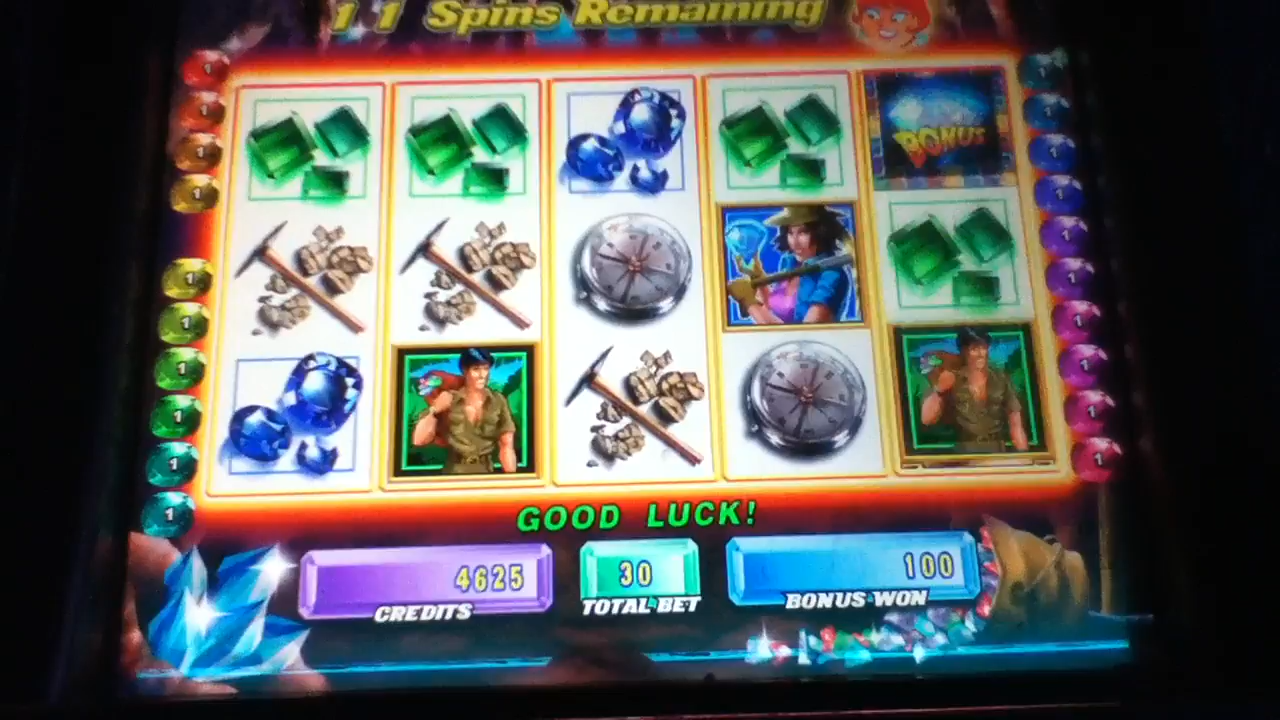 11 Spins Remaining
BONUS
GOOD LUCK!
4625
30
100
CREDITS
TOTAL BET
BONUS WON